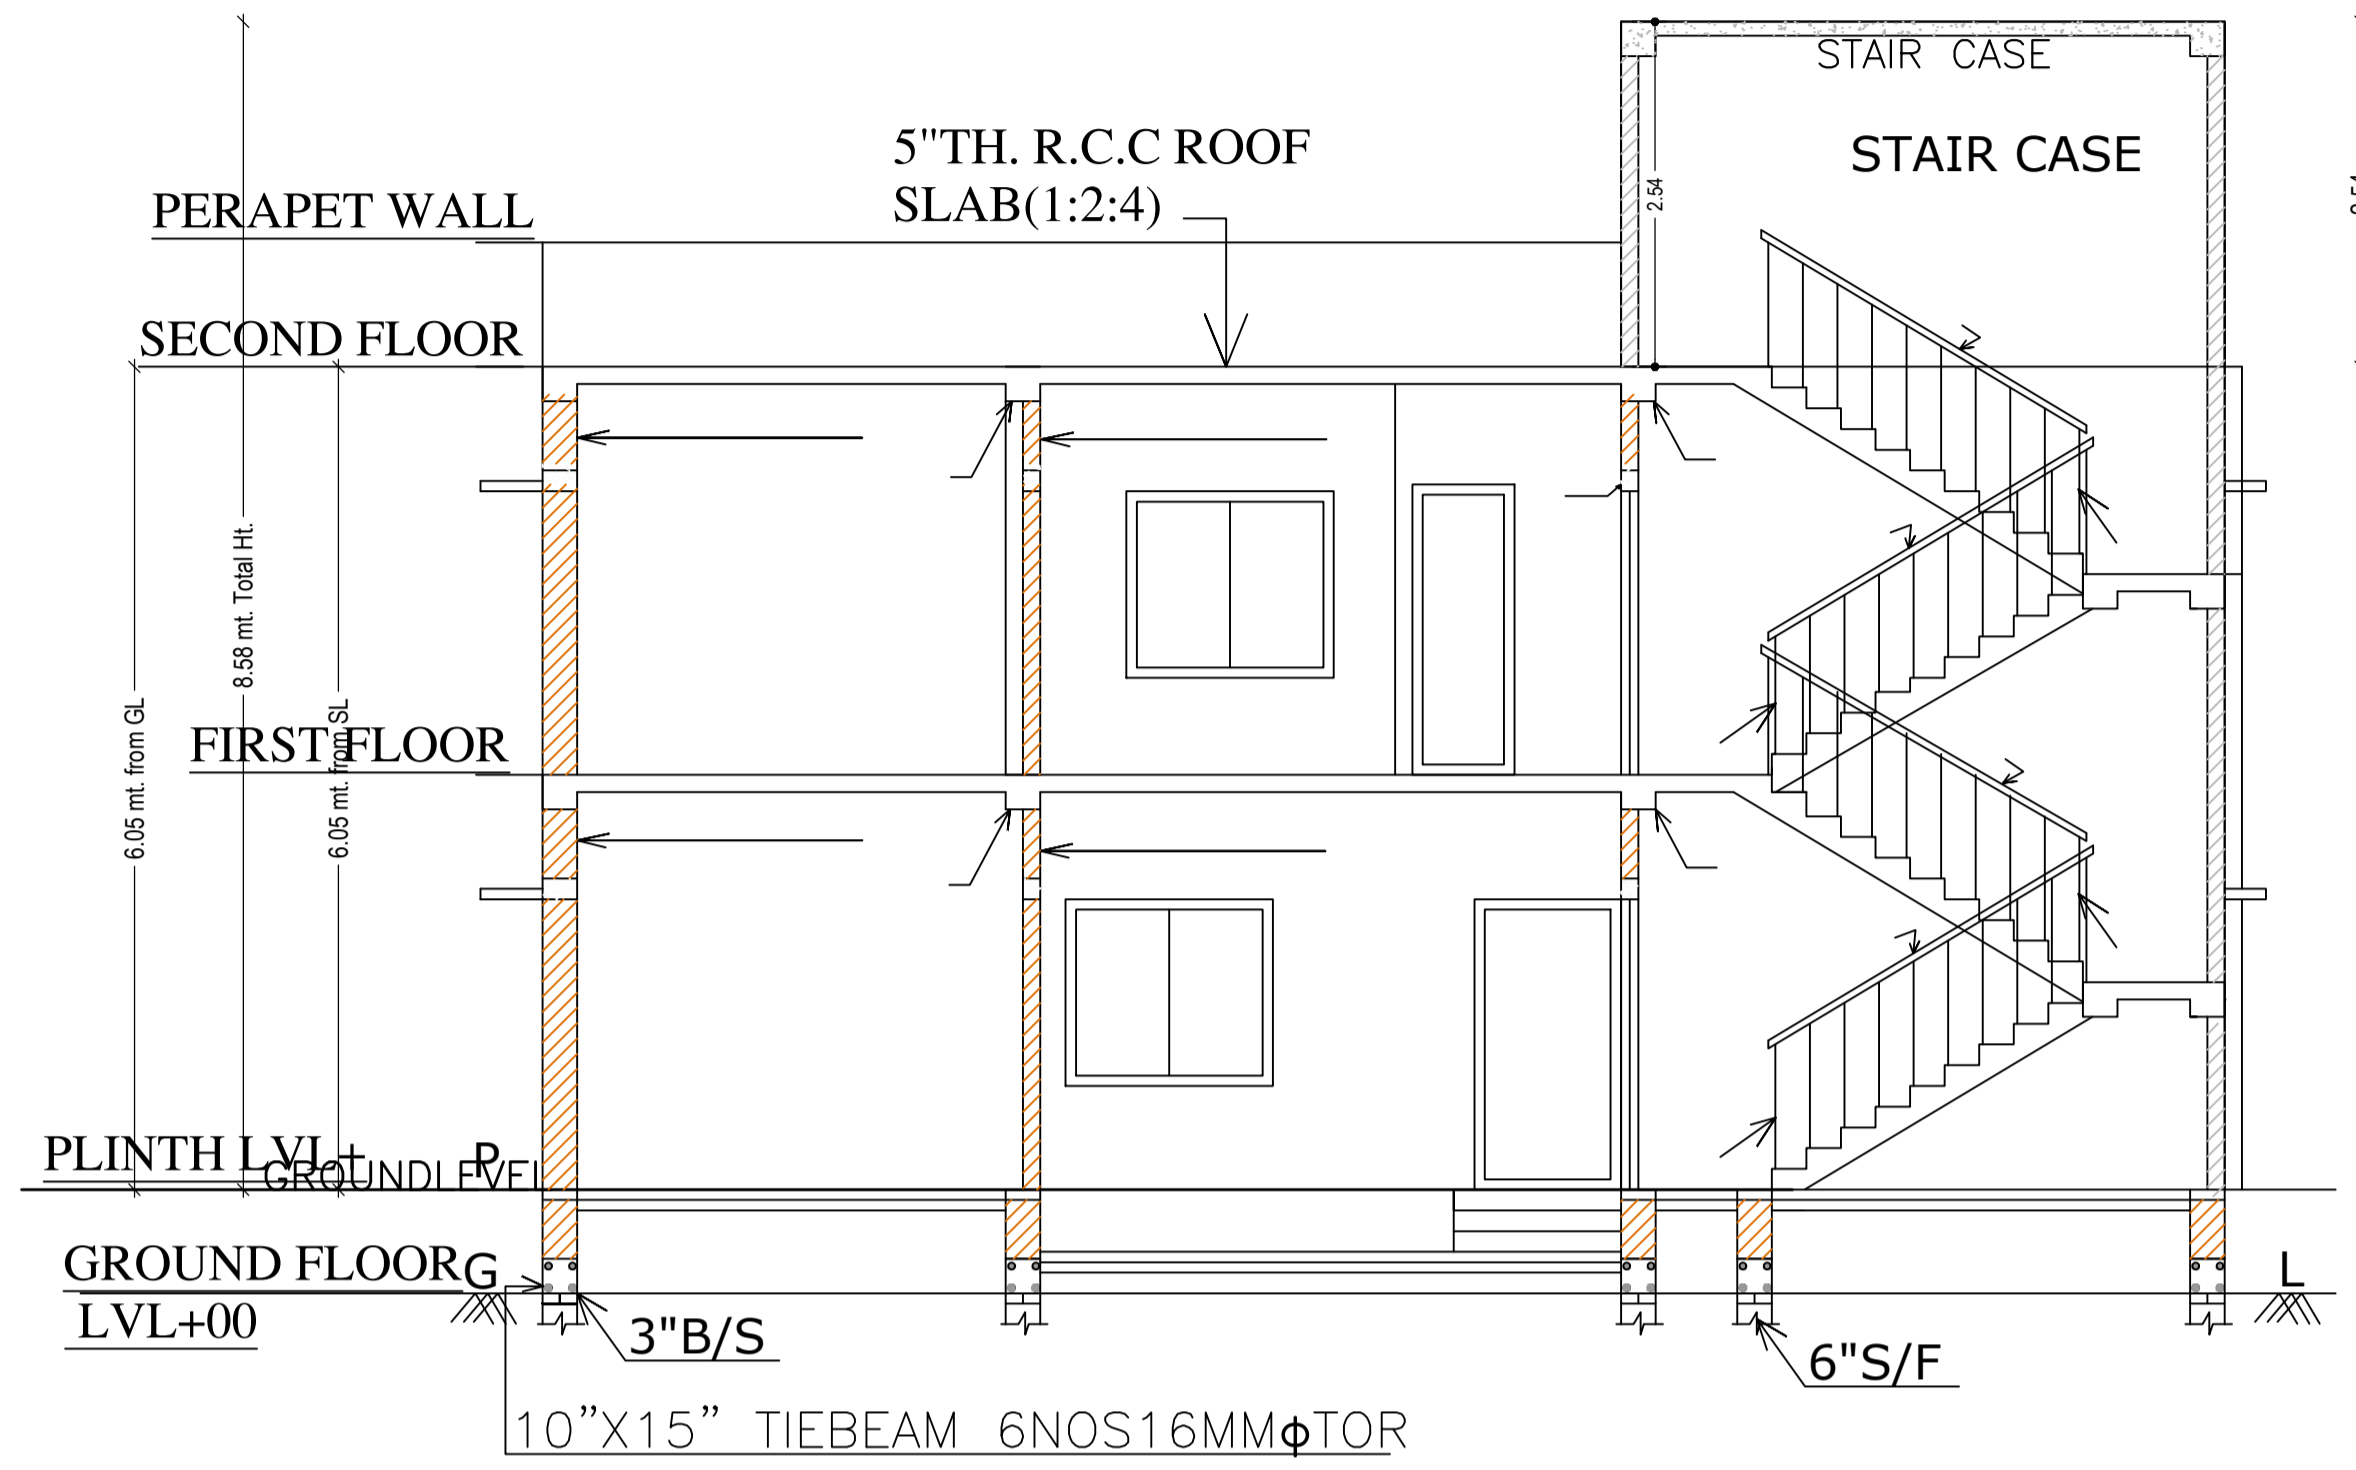 STAIR CASE
STAIR CASE
5"TH. R.C.C ROOF
SLAB(1:2:4)
2.54
PERAPET WALL
SECOND FLOOR
8.58 mt. Total Ht.
6.05 mt. from GL
6.05 mt. from SL
FIRST FLOOR
PLINTH LVL+
P
GROUNDLEVEL
GROUND FLOOR
G
L
LVL+00
3"B/S
6"S/F
10”X15” TIEBEAM 6NOS16MMϕTOR